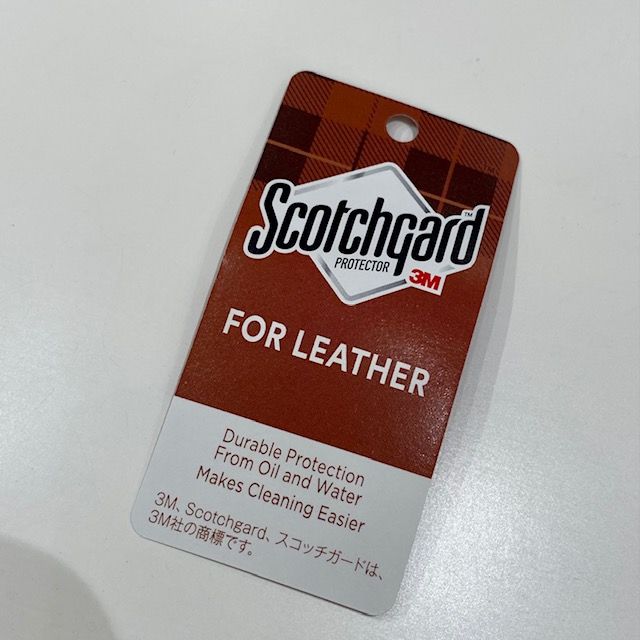 Scotchgard™
PROTECTOR
3M
FOR LEATHER
Durable Protection
From Oil and Water
Makes Cleaning Easier
3M、Scotchgard、スコッチガードは、
3M社の商標です。